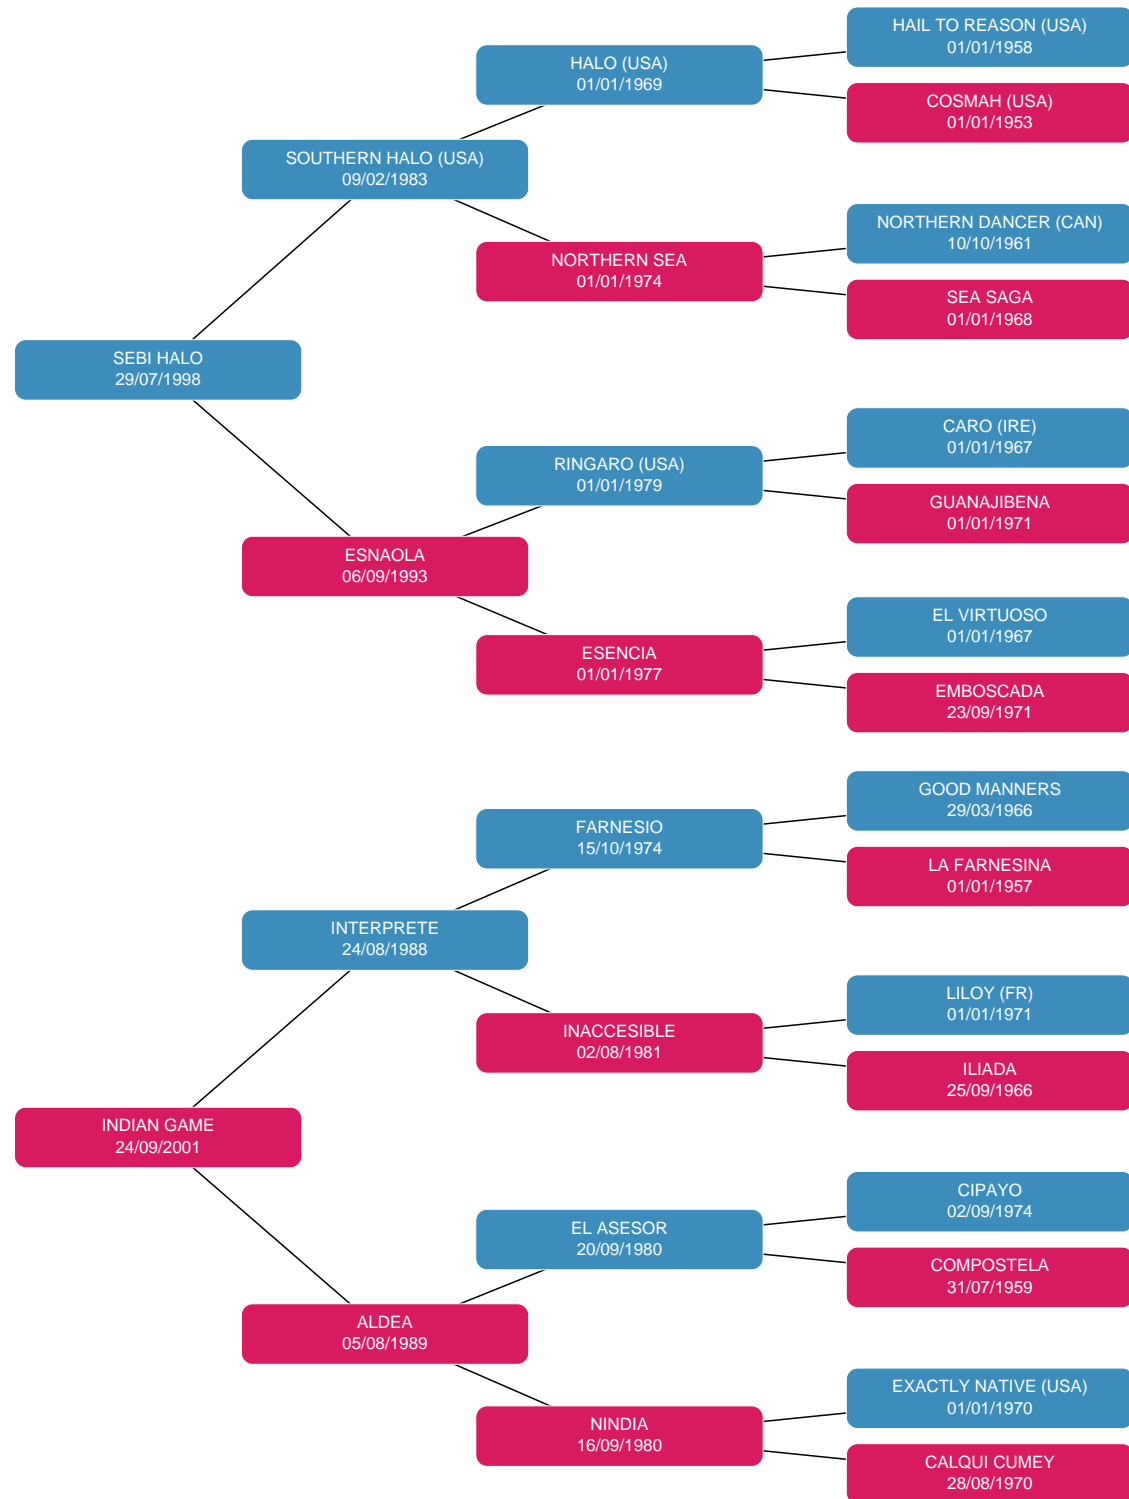 HAIL TO REASON (USA)
01/01/1958
HALO (USA)
01/01/1969
COSMAH (USA)
01/01/1953
SOUTHERN HALO (USA)
09/02/1983
NORTHERN DANCER (CAN)
10/10/1961
NORTHERN SEA
01/01/1974
SEA SAGA
01/01/1968
SEBI HALO
29/07/1998
CARO (IRE)
01/01/1967
RINGARO (USA)
01/01/1979
GUANAJIBENA
01/01/1971
ESNAOLA
06/09/1993
EL VIRTUOSO
01/01/1967
ESENCIA
01/01/1977
EMBOSCADA
23/09/1971
GOOD MANNERS
29/03/1966
FARNESIO
15/10/1974
LA FARNESINA
01/01/1957
INTERPRETE
24/08/1988
LILOY (FR)
01/01/1971
INACCESIBLE
02/08/1981
ILIADA
25/09/1966
INDIAN GAME
24/09/2001
CIPAYO
02/09/1974
EL ASESOR
20/09/1980
COMPOSTELA
31/07/1959
ALDEA
05/08/1989
EXACTLY NATIVE (USA)
01/01/1970
NINDIA
16/09/1980
CALQUI CUMEY
28/08/1970